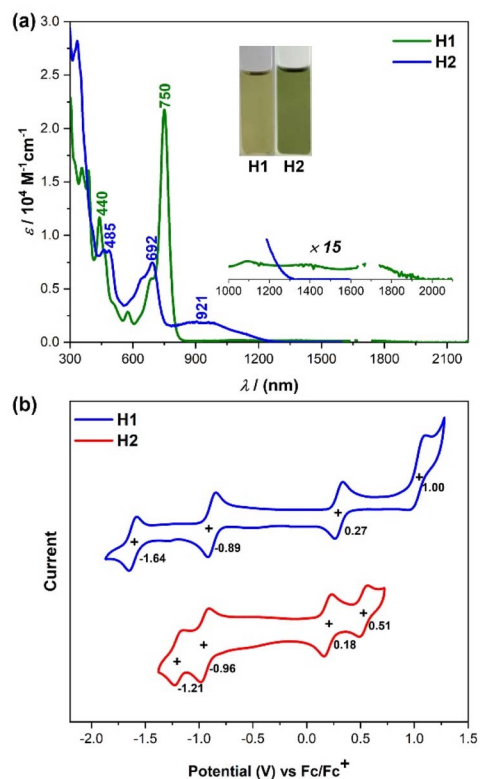 (a)
3.0
2.5
2.0
1.5
1.0
0.5
0.0
ε / 10⁴ M⁻¹cm⁻¹
H1
H2
750
440
485
692
921
H1 H2
× 15
1000 1200 1400 1600 1800 2000
300 600 900 1200 1500 1800 2100
λ / (nm)
(b)
H1
H2
1.00
0.27
-0.89
-1.64
0.51
0.18
-0.96
-1.21
Current
-2.0 -1.5 -1.0 -0.5 0.0 0.5 1.0 1.5
Potential (V) vs Fc/Fc⁺